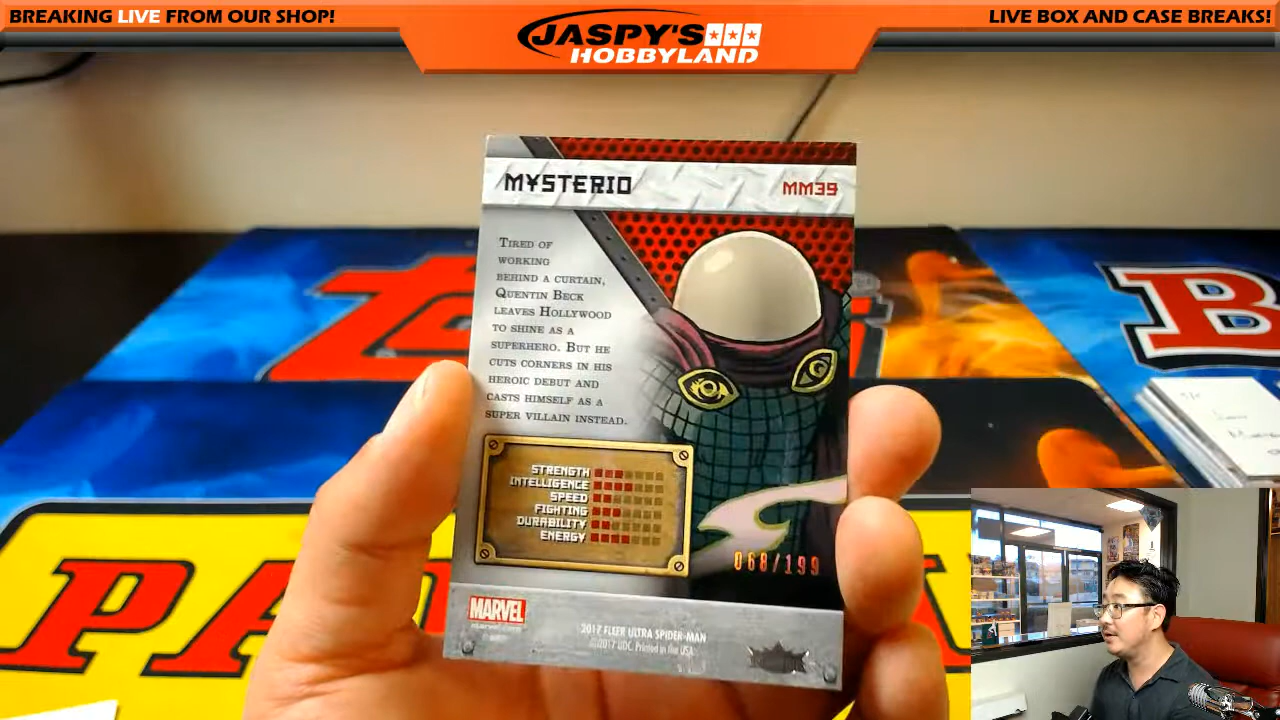 BREAKING LIVE FROM OUR SHOP!
JASPY'S
HOBBYLAND
LIVE BOX AND CASE BREAKS!
MYSTERIO
MM39
TIRED OF
WORKING
BEHIND A CURTAIN,
QUENTIN BECK
LEAVES HOLLYWOOD
TO SHINE AS A
SUPERHERO. BUT HE
CUTS CORNERS IN HIS
HEROIC DEBUT AND
CASTS HIMSELF AS A
SUPER VILLAIN INSTEAD.
STRENGTH
INTELLIGENCE
SPEED
FIGHTING
DURABILITY
ENERGY
068/199
MARVEL
2017 FLEER ULTRA SPIDER-MAN
©2017 UDC. Printed in the USA
B
PA